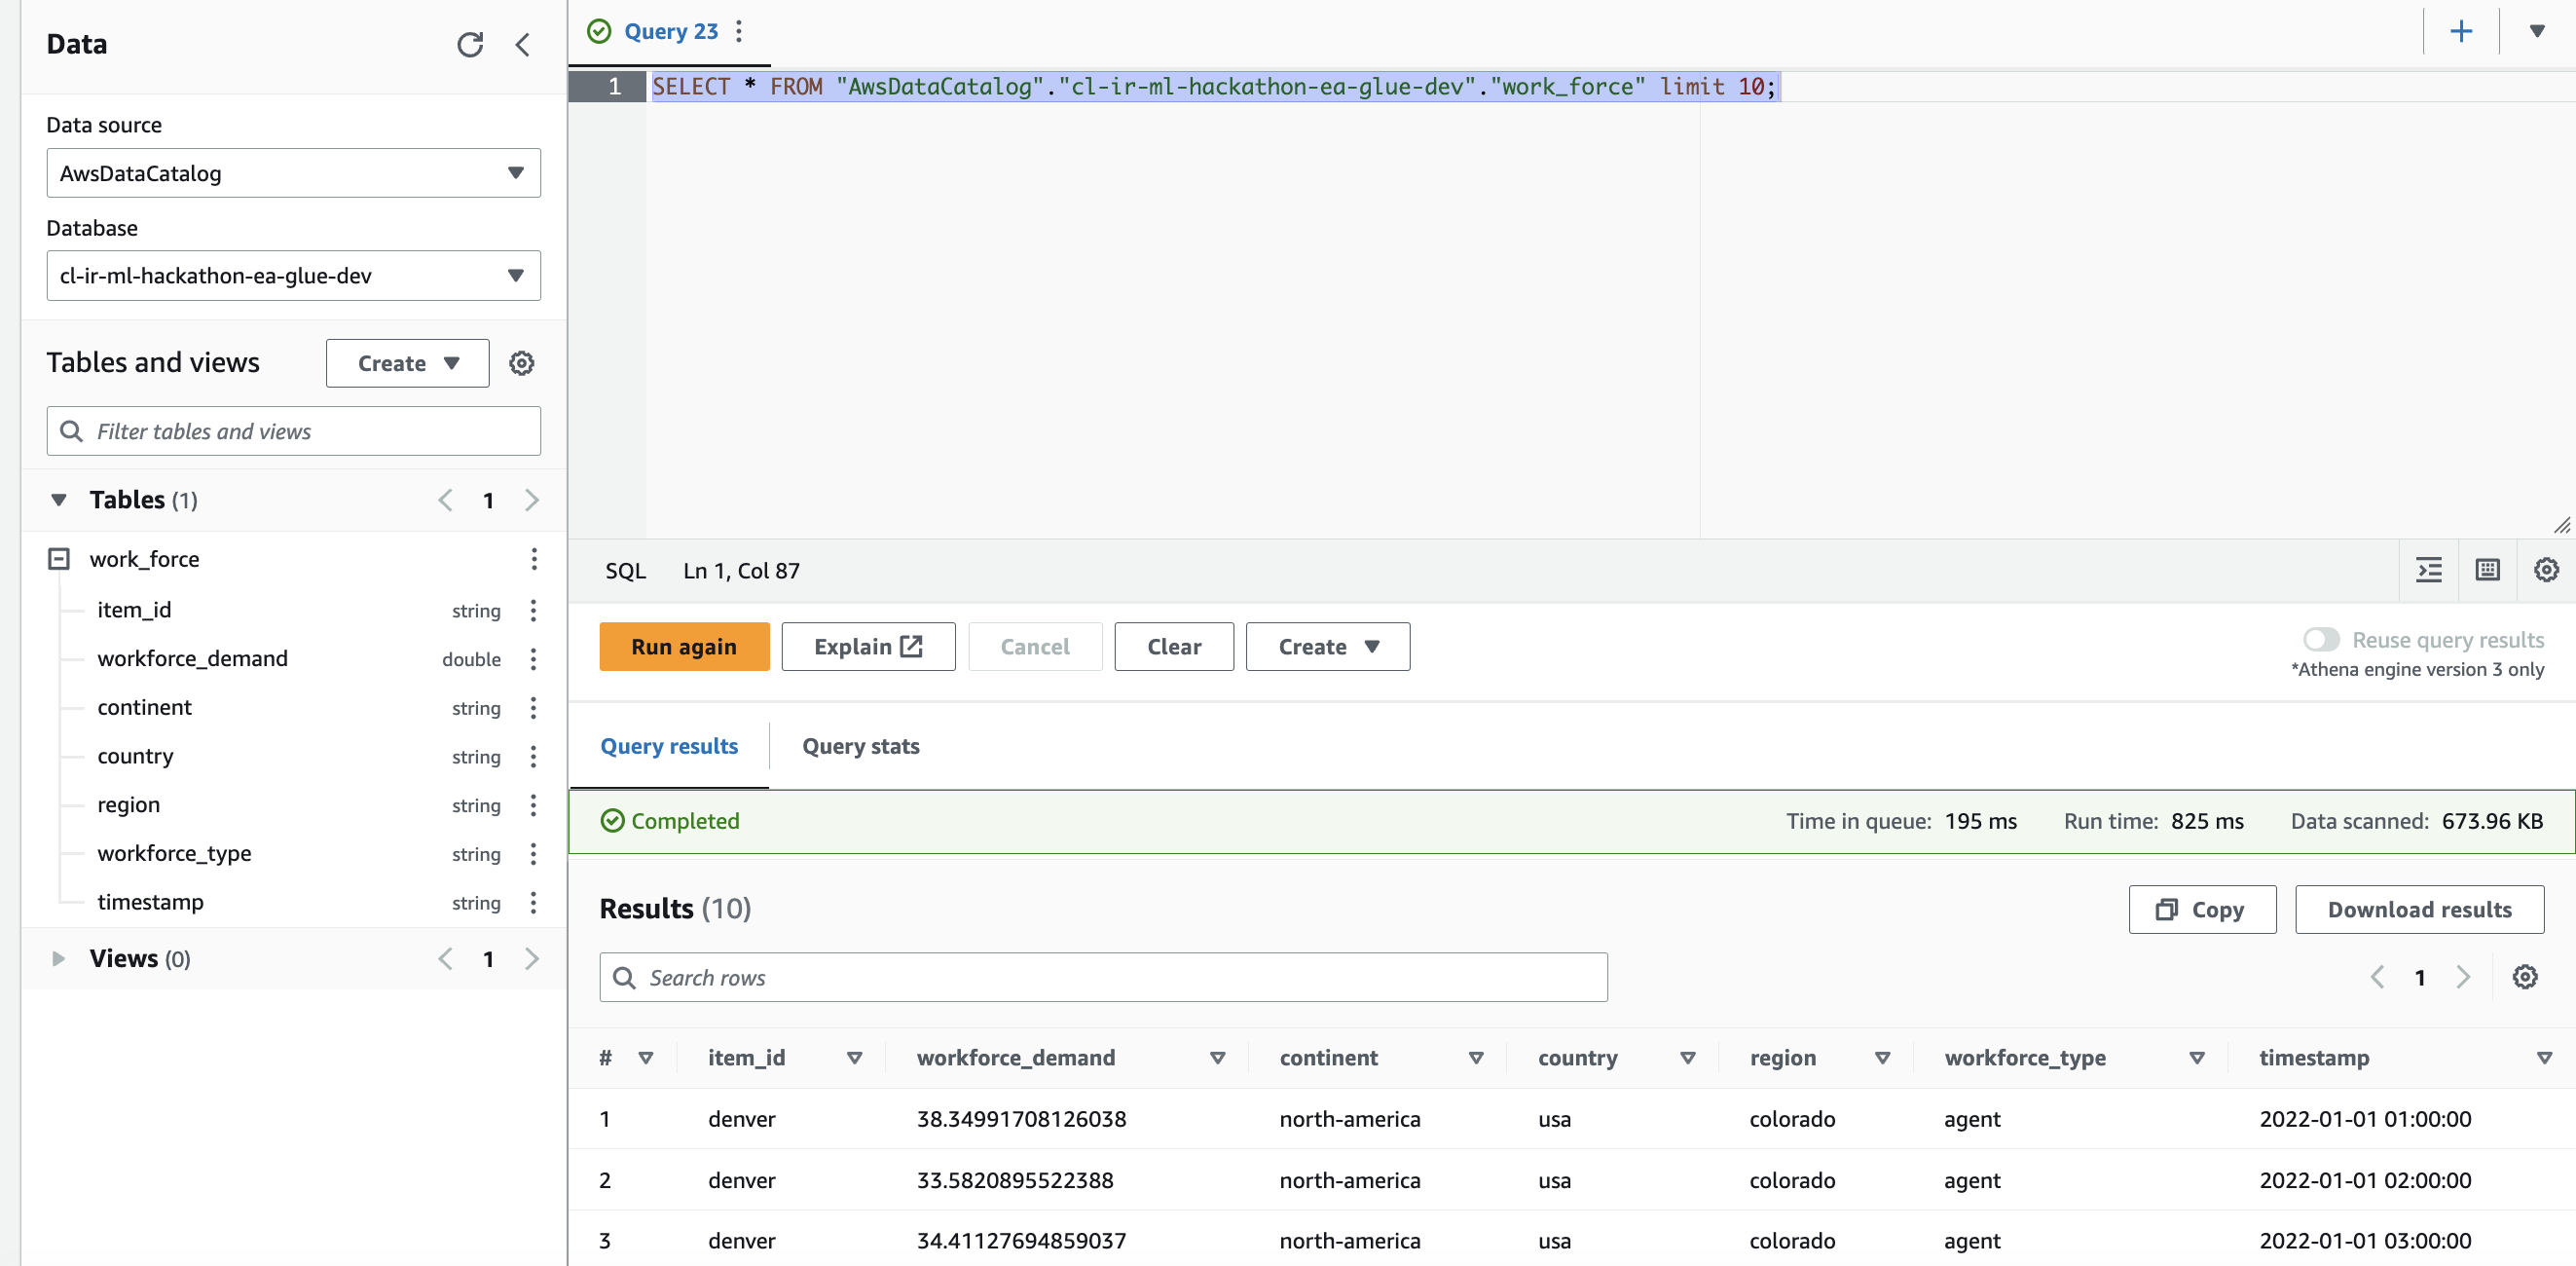 Data
Data source
AwsDataCatalog
Database
cl-ir-ml-hackathon-ea-glue-dev
Tables and views
Create
Filter tables and views
Tables (1)
1
work_force
item_id string
workforce_demand double
continent string
country string
region string
workforce_type string
timestamp string
Views (0)
1
Query 23
1 SELECT * FROM "AwsDataCatalog"."cl-ir-ml-hackathon-ea-glue-dev"."work_force" limit 10;
SQL Ln 1, Col 87
Run again Explain Cancel Clear Create
Reuse query results
*Athena engine version 3 only
Query results Query stats
Completed Time in queue: 195 ms Run time: 825 ms Data scanned: 673.96 KB
Results (10) Copy Download results
Search rows 1
# item_id workforce_demand continent country region workforce_type timestamp
1 denver 38.34991708126038 north-america usa colorado agent 2022-01-01 01:00:00
2 denver 33.5820895522388 north-america usa colorado agent 2022-01-01 02:00:00
3 denver 34.41127694859037 north-america usa colorado agent 2022-01-01 03:00:00